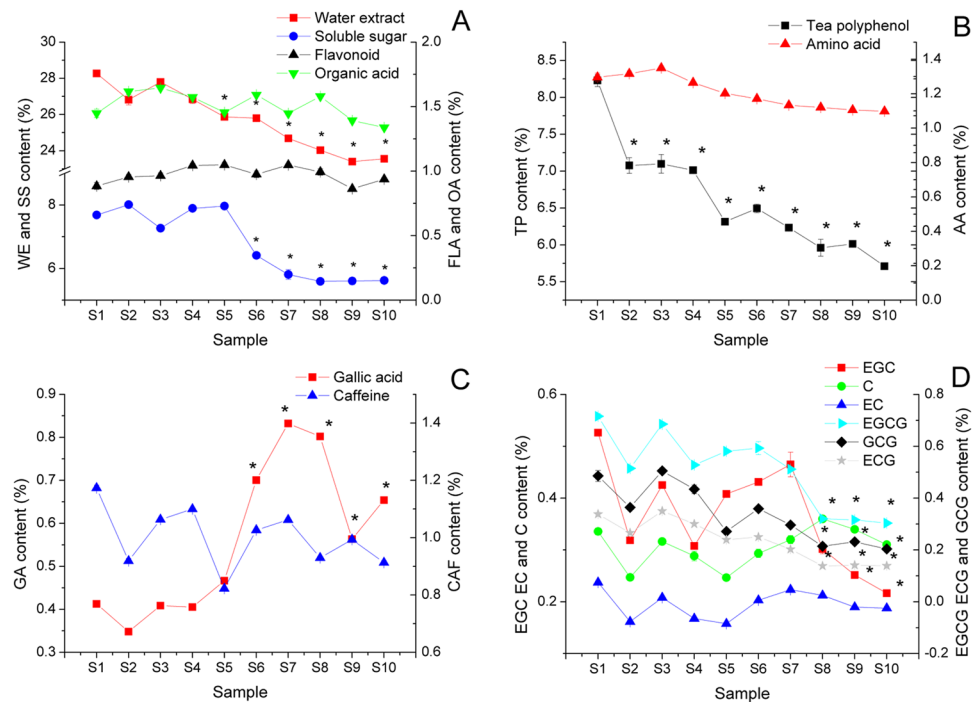 A
Water extract
Soluble sugar
Flavonoid
Organic acid
WE and SS content (%)
30
28
26
24
8
6
2.0
1.5
1.0
0.5
0.0
FLA and OA content (%)
* * * * * *
* * * * *
S1 S2 S3 S4 S5 S6 S7 S8 S9 S10
Sample
B
Tea polyphenol
Amino acid
TP content (%)
8.5
8.0
7.5
7.0
6.5
6.0
5.5
1.4
1.2
1.0
0.8
0.6
0.4
0.2
0.0
AA content (%)
* * * * * * * * *
S1 S2 S3 S4 S5 S6 S7 S8 S9 S10
Sample
C
Gallic acid
Caffeine
GA content (%)
0.9
0.8
0.7
0.6
0.5
0.4
0.3
1.4
1.2
1.0
0.8
0.6
CAF content (%)
* * * * *
S1 S2 S3 S4 S5 S6 S7 S8 S9 S10
Sample
D
EGC
C
EC
EGCG
GCG
ECG
EGC EC and C content (%)
0.6
0.4
0.2
0.8
0.6
0.4
0.2
0.0
-0.2
EGCG ECG and GCG content (%)
* * *
* * *
* * *
* *
S1 S2 S3 S4 S5 S6 S7 S8 S9 S10
Sample